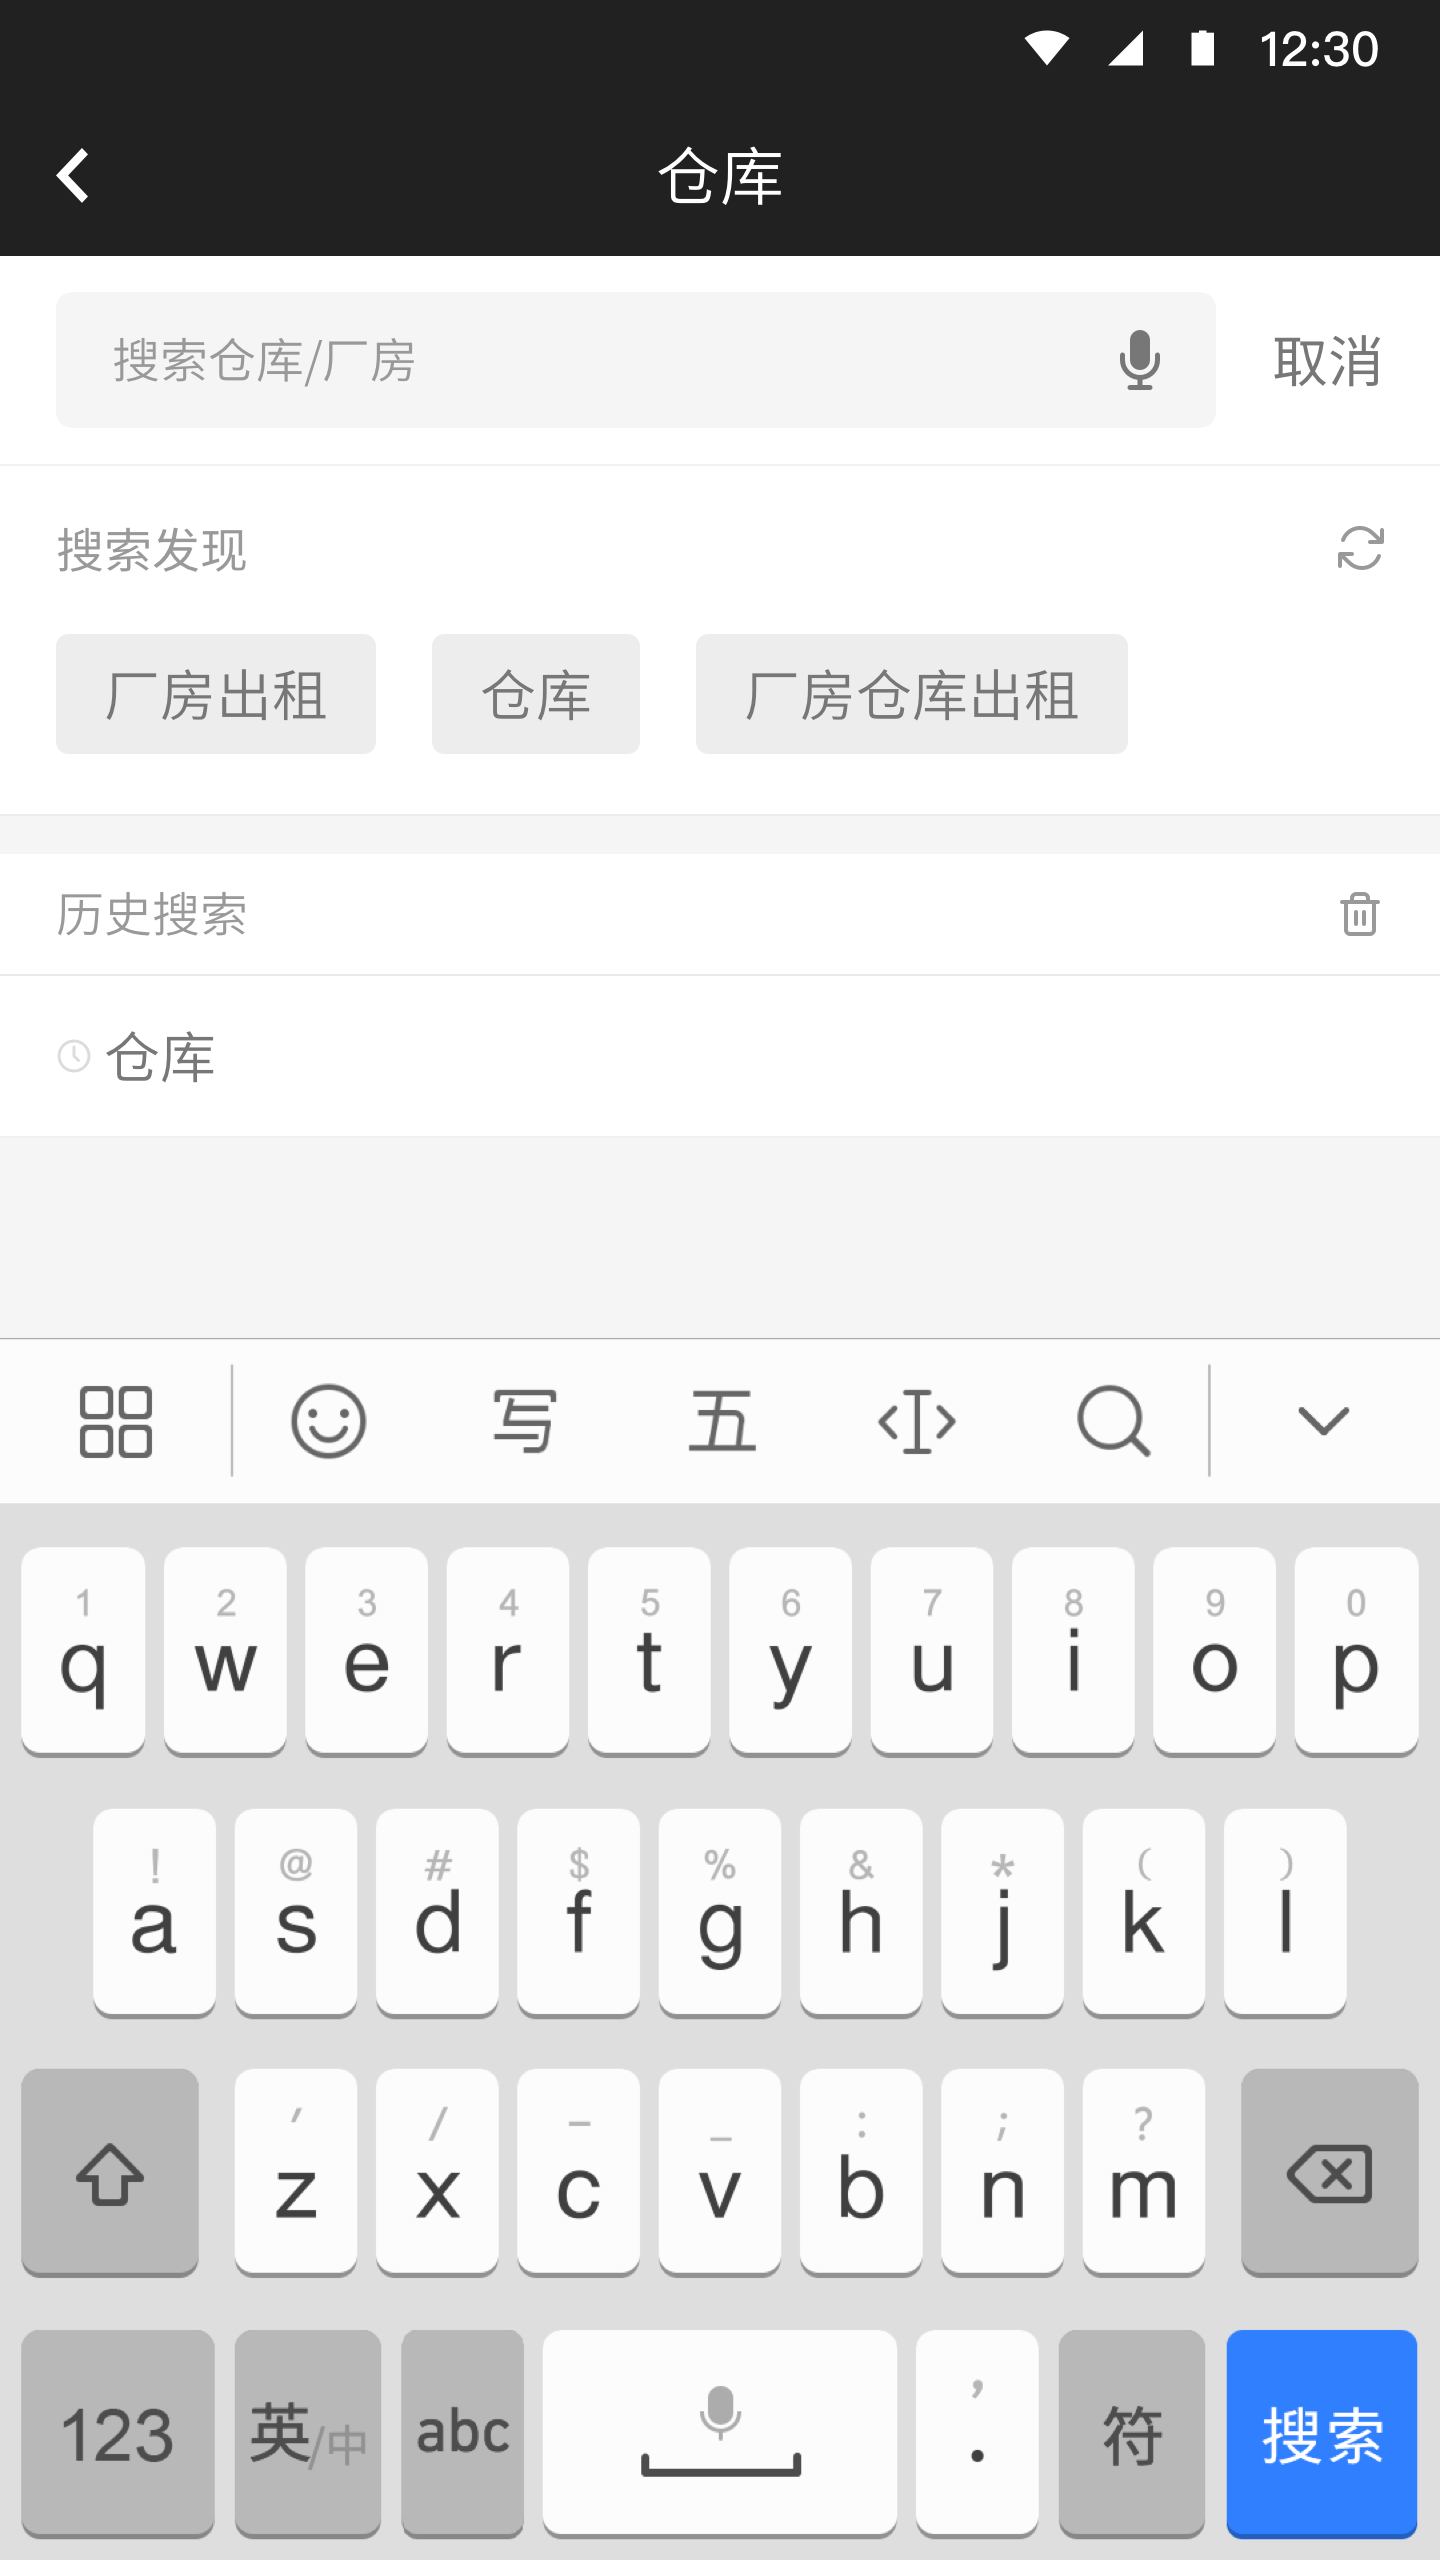 12:30
仓库
搜索仓库/厂房
取消
搜索发现
厂房出租 仓库 厂房仓库出租
历史搜索
仓库
写 五
1 2 3 4 5 6 7 8 9 0
q w e r t y u i o p
! @ # $ % & * ( )
a s d f g h j k l
' / - _ : ; ?
z x c v b n m
123 英/中 abc , . 符 搜索